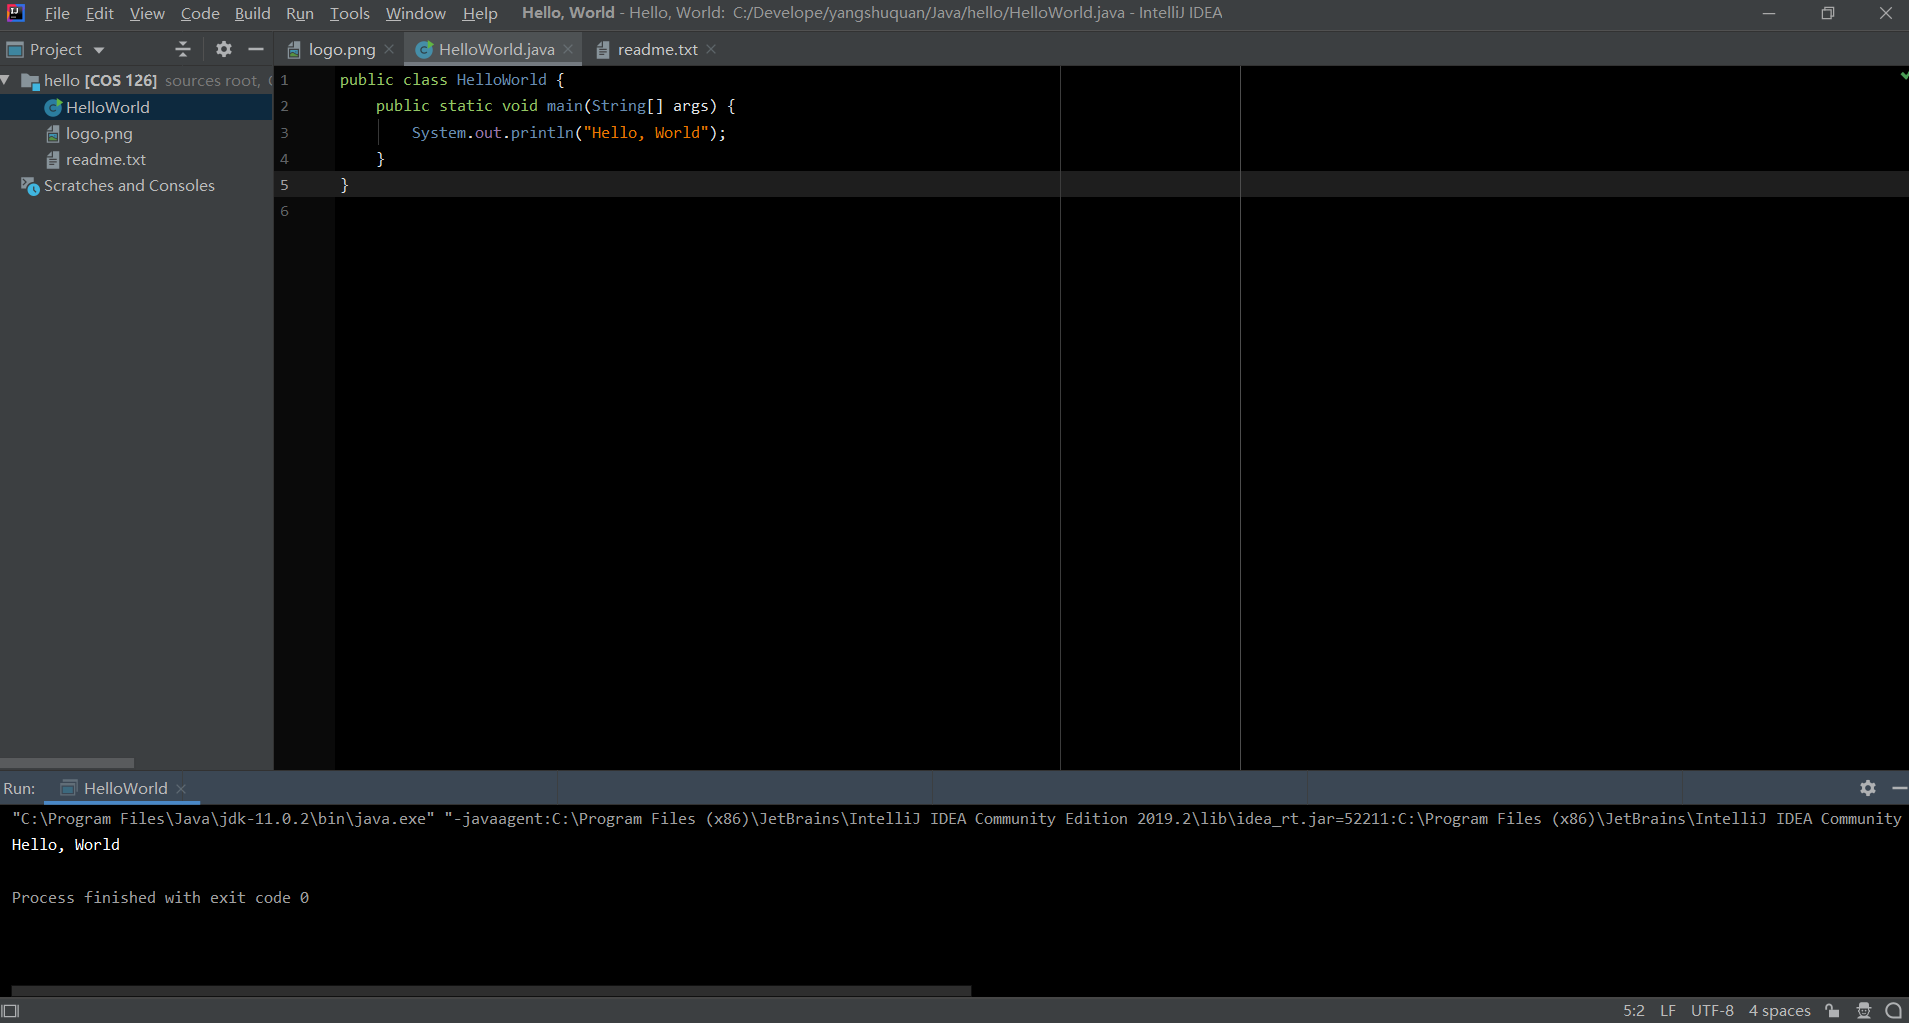 File Edit View Code Build Run Tools Window Help Hello, World - Hello, World: C:/Develope/yangshuquan/Java/hello/HelloWorld.java - IntelliJ IDEA
Project logo.png HelloWorld.java readme.txt
hello [COS 126] sources root,
HelloWorld
logo.png
readme.txt
Scratches and Consoles
1 public class HelloWorld {
2 public static void main(String[] args) {
3 System.out.println("Hello, World");
4 }
5 }
6
Run: HelloWorld
"C:\Program Files\Java\jdk-11.0.2\bin\java.exe" "-javaagent:C:\Program Files (x86)\JetBrains\IntelliJ IDEA Community Edition 2019.2\lib\idea_rt.jar=52211:C:\Program Files (x86)\JetBrains\IntelliJ IDEA Community
Hello, World
Process finished with exit code 0
5:2 LF UTF-8 4 spaces